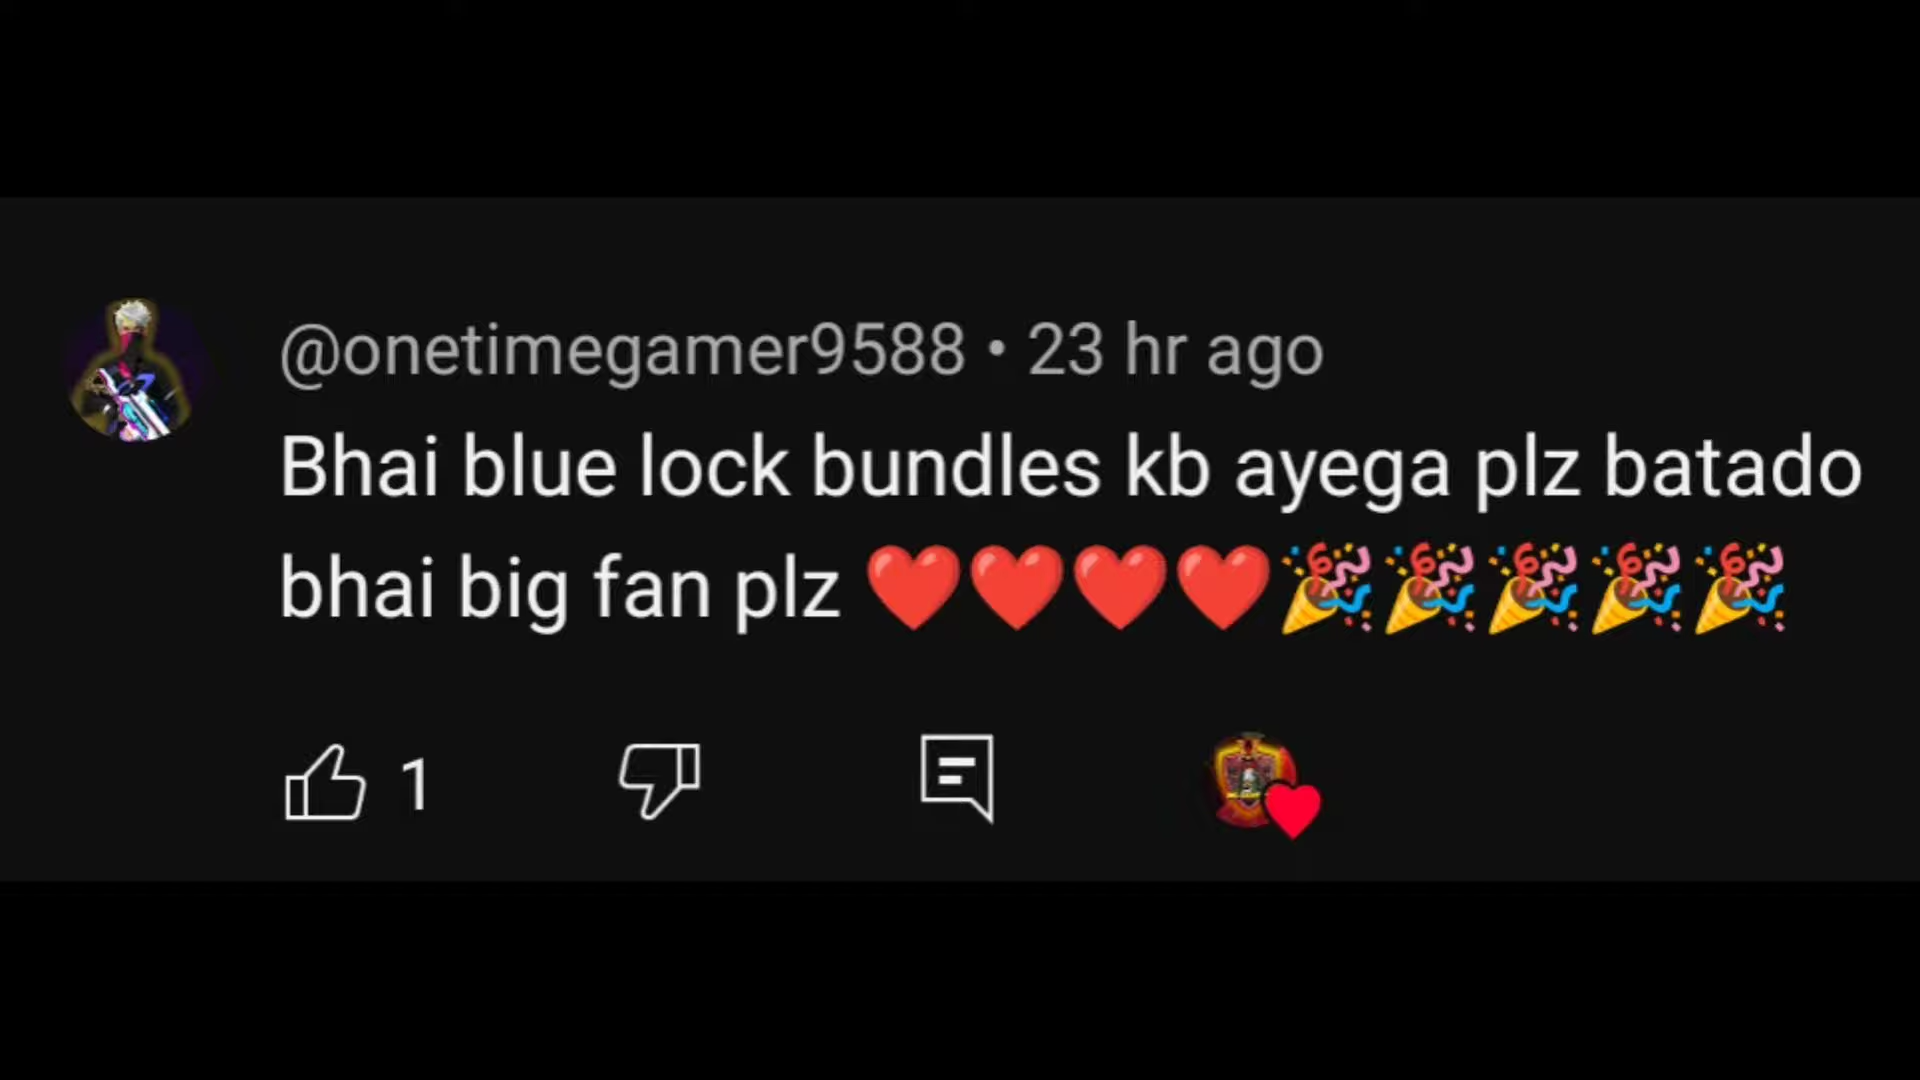 @onetimegamer9588 • 23 hr ago
Bhai blue lock bundles kb ayega plz batado
bhai big fan plz ❤️❤️❤️❤️🎉🎉🎉🎉🎉
1